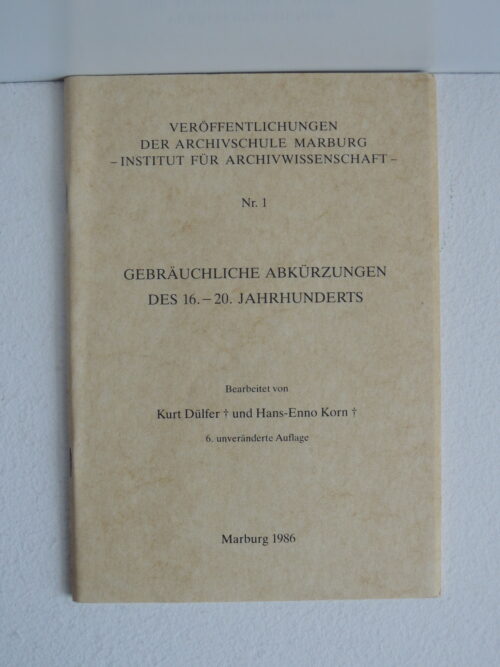 VERÖFFENTLICHUNGEN
DER ARCHIVSCHULE MARBURG
– INSTITUT FÜR ARCHIVWISSENSCHAFT –
Nr. 1
GEBRÄUCHLICHE ABKÜRZUNGEN
DES 16. – 20. JAHRHUNDERTS
Bearbeitet von
Kurt Dülfer † und Hans-Enno Korn †
6. unveränderte Auflage
Marburg 1986